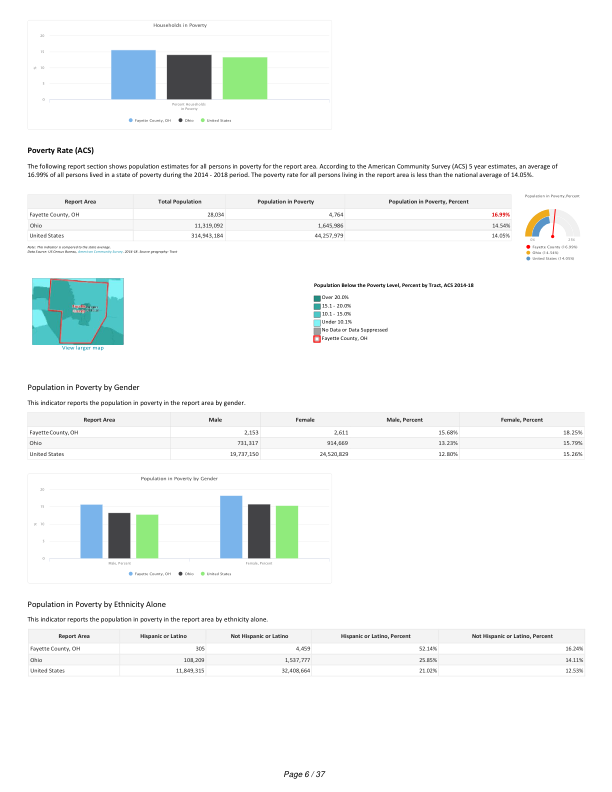 Households in Poverty
20
15
10
5
0
%
Percent Households
in Poverty
Fayette County, OH Ohio United States
Poverty Rate (ACS)
The following report section shows population estimates for all persons in poverty for the report area. According to the American Community Survey (ACS) 5 year estimates, an average of
16.99% of all persons lived in a state of poverty during the 2014 - 2018 period. The poverty rate for all persons living in the report area is less than the national average of 14.05%.
Report Area Total Population Population in Poverty Population in Poverty, Percent
Fayette County, OH 28,034 4,764 16.99%
Ohio 11,319,092 1,645,986 14.54%
United States 314,943,184 44,257,979 14.05%
Note: This indicator is compared to the state average.
Data Source: US Census Bureau, American Community Survey. 2014-18. Source geography: Tract
Population in Poverty, Percent
0% 25%
Fayette County, OH (16.99%)
Ohio (14.54%)
United States (14.05%)
View larger map
Population Below the Poverty Level, Percent by Tract, ACS 2014-18
Over 20.0%
15.1 - 20.0%
10.1 - 15.0%
Under 10.1%
No Data or Data Suppressed
Fayette County, OH
Population in Poverty by Gender
This indicator reports the population in poverty in the report area by gender.
Report Area Male Female Male, Percent Female, Percent
Fayette County, OH 2,153 2,611 15.68% 18.25%
Ohio 731,317 914,669 13.23% 15.79%
United States 19,737,150 24,520,829 12.80% 15.26%
Population in Poverty by Gender
20
15
10
5
0
%
Male, Percent Female, Percent
Fayette County, OH Ohio United States
Population in Poverty by Ethnicity Alone
This indicator reports the population in poverty in the report area by ethnicity alone.
Report Area Hispanic or Latino Not Hispanic or Latino Hispanic or Latino, Percent Not Hispanic or Latino, Percent
Fayette County, OH 305 4,459 52.14% 16.24%
Ohio 108,209 1,537,777 25.85% 14.11%
United States 11,849,315 32,408,664 21.02% 12.53%
Page 6 / 37